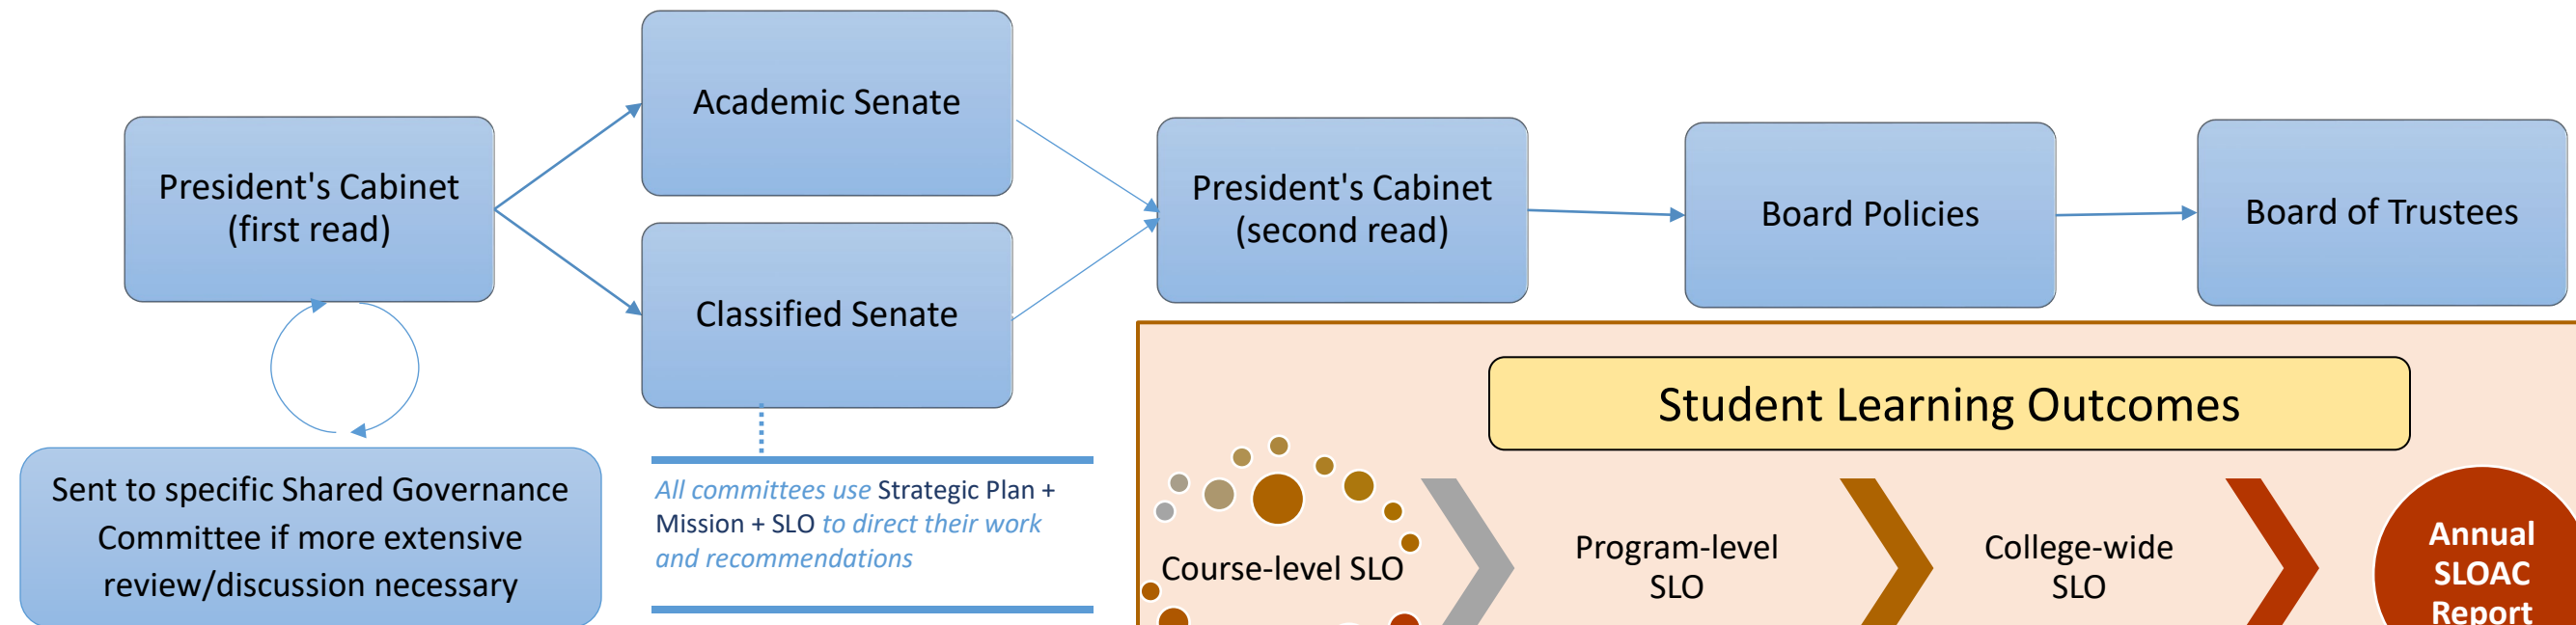 President's Cabinet
(first read)
Academic Senate
Classified Senate
President's Cabinet
(second read)
Board Policies
Board of Trustees
Sent to specific Shared Governance
Committee if more extensive
review/discussion necessary
All committees use Strategic Plan +
Mission + SLO to direct their work
and recommendations
Student Learning Outcomes
Course-level SLO
Program-level
SLO
College-wide
SLO
Annual
SLOAC
Report